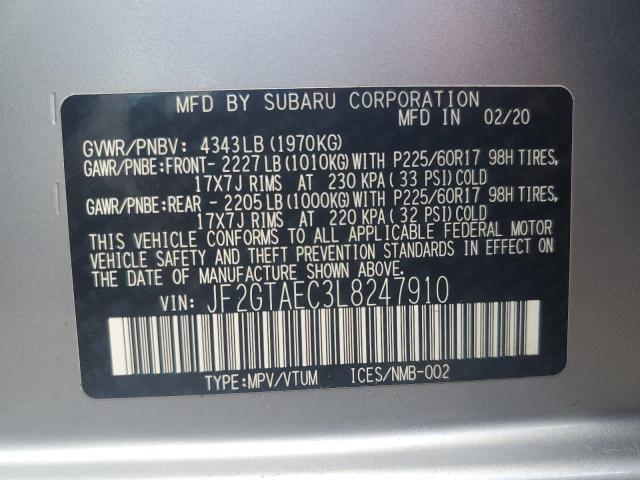 MFD BY SUBARU CORPORATION
MFD IN 02/20
GVWR/PNBV: 4343LB (1970KG)
GAWR/PNBE:FRONT- 2227LB(1010KG)WITH P225/60R17 98H TIRES,
17X7J RIMS AT 230 KPA (33 PSI)COLD
GAWR/PNBE:REAR - 2205LB(1000KG)WITH P225/60R17 98H TIRES,
17X7J RIMS AT 220 KPA (32 PSI)COLD
THIS VEHICLE CONFORMS TO ALL APPLICABLE FEDERAL MOTOR
VEHICLE SAFETY AND THEFT PREVENTION STANDARDS IN EFFECT ON
THE DATE OF MANUFACTURE SHOWN ABOVE.
VIN: JF2GTAEC3L8247910
TYPE:MPV/VTUM ICES/NMB-002